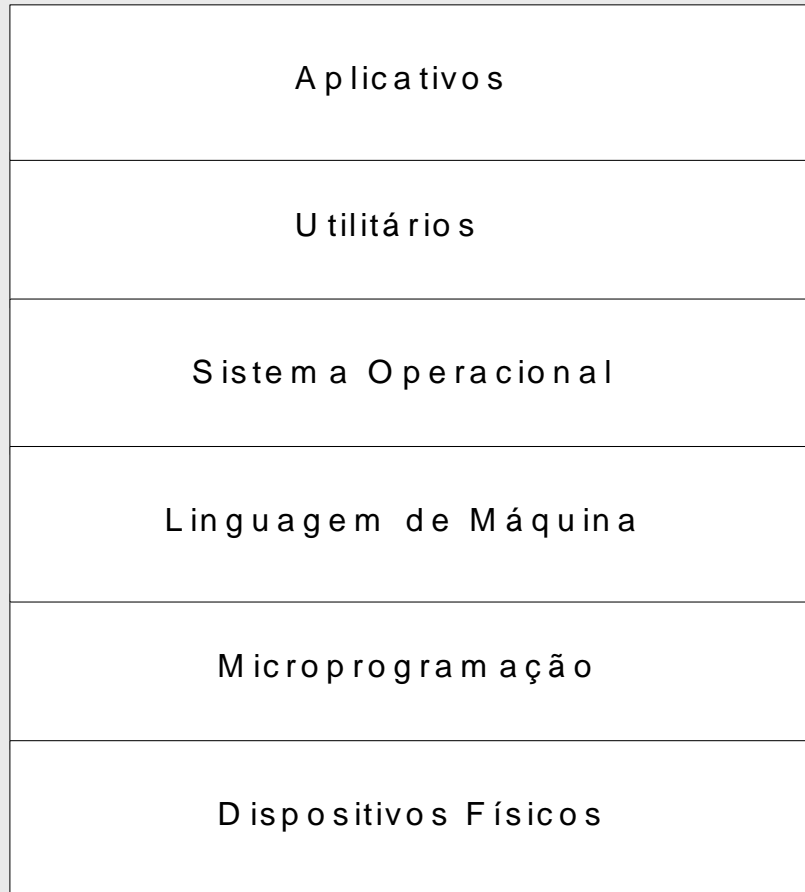 Aplicativos
Utilitários
Sistema Operacional
Linguagem de Máquina
Microprogramação
Dispositivos Físicos